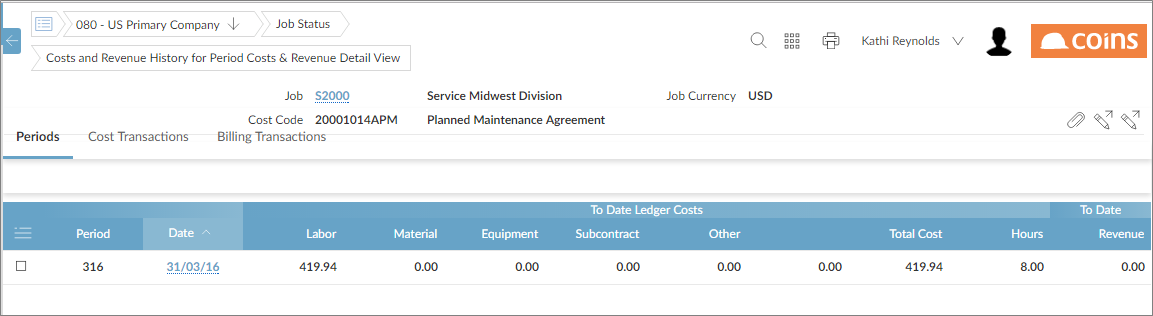 080 - US Primary Company Job Status
Kathi Reynolds coins
Costs and Revenue History for Period Costs & Revenue Detail View
Job S2000 Service Midwest Division Job Currency USD
Cost Code 20001014APM Planned Maintenance Agreement
Periods Cost Transactions Billing Transactions
To Date Ledger Costs To Date
Period Date Labor Material Equipment Subcontract Other Total Cost Hours Revenue
316 31/03/16 419.94 0.00 0.00 0.00 0.00 0.00 419.94 8.00 0.00